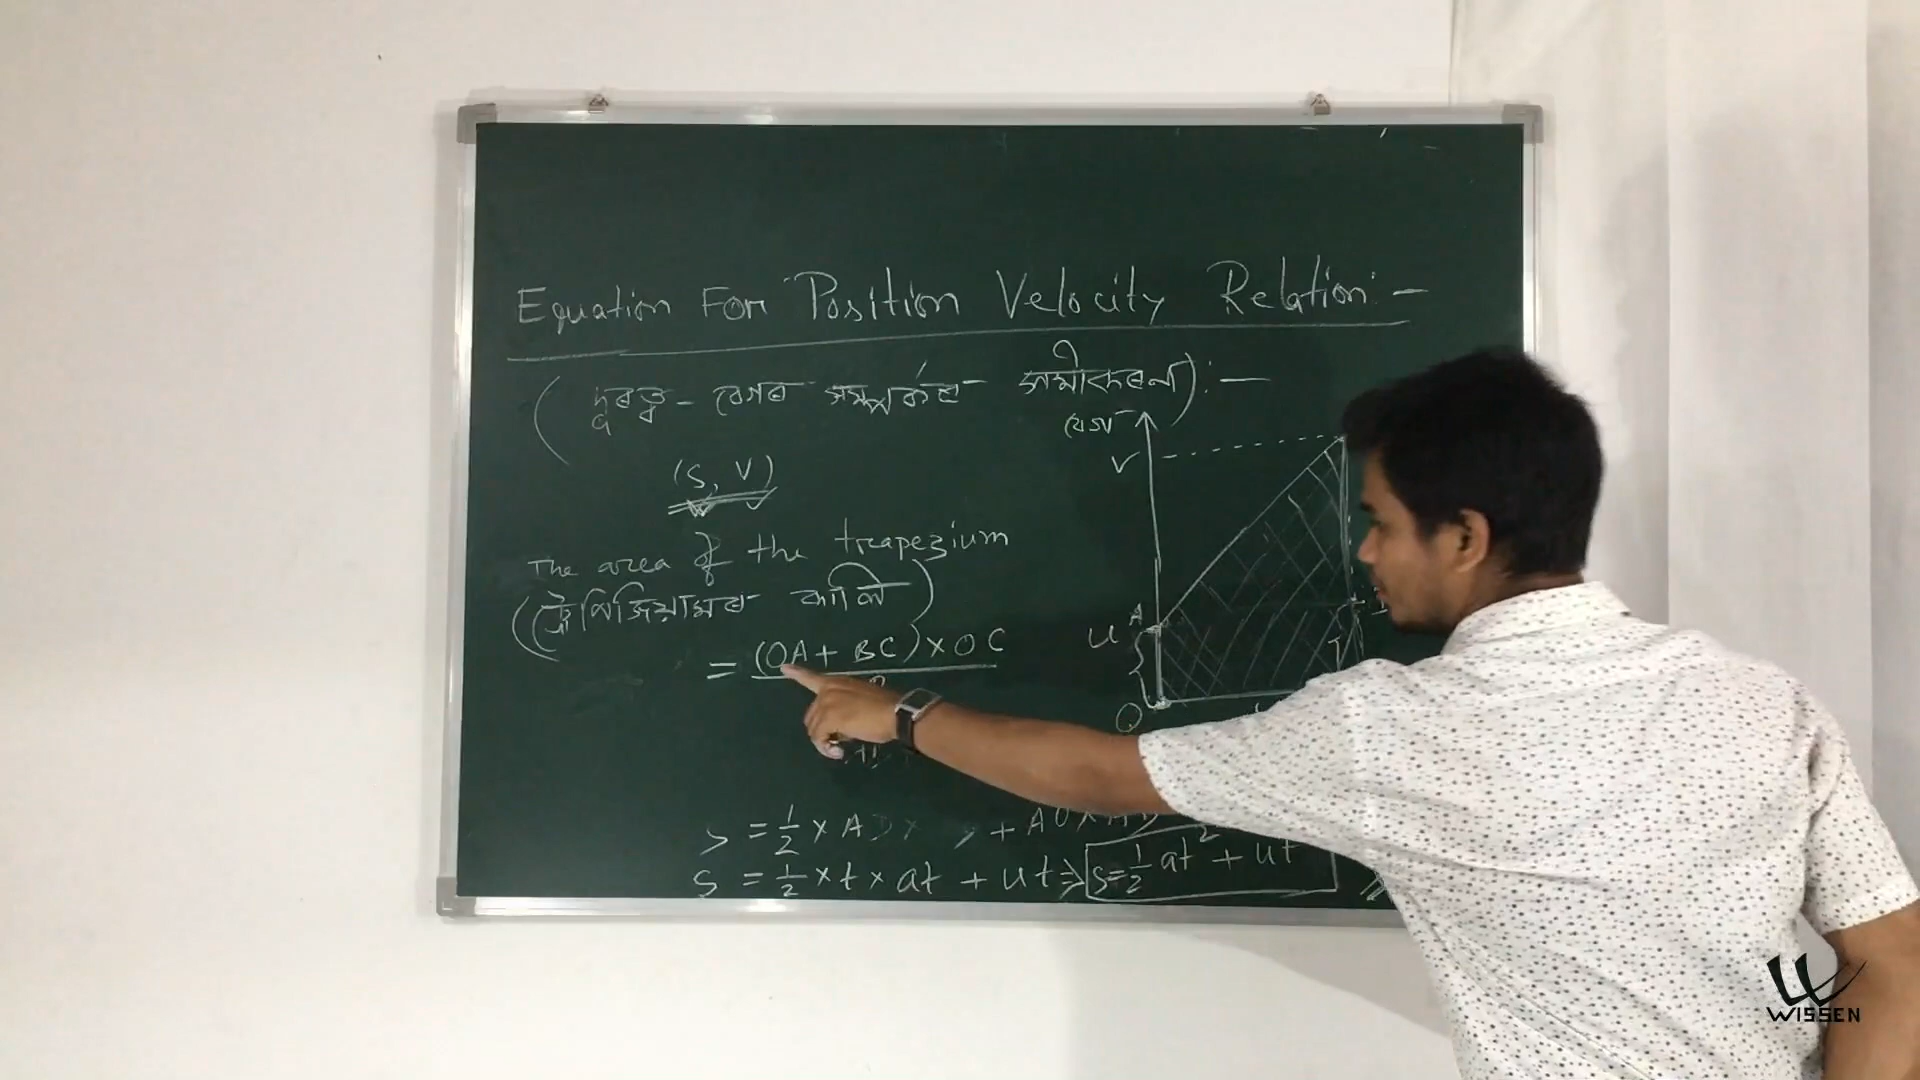 Equation For Position Velocity Relation: -
(দূৰত্ব - বেগৰ সম্পৰ্কৰ সমীকৰণ) : -
(S, V)
বেগ
V
The area of the trapezium
(ট্ৰেপিজিয়ামৰ কালি)
= (OA + BC) × OC
A
u
O
S = 1/2 × t × at + ut ⇒ S = 1/2 at² + ut
WISSEN